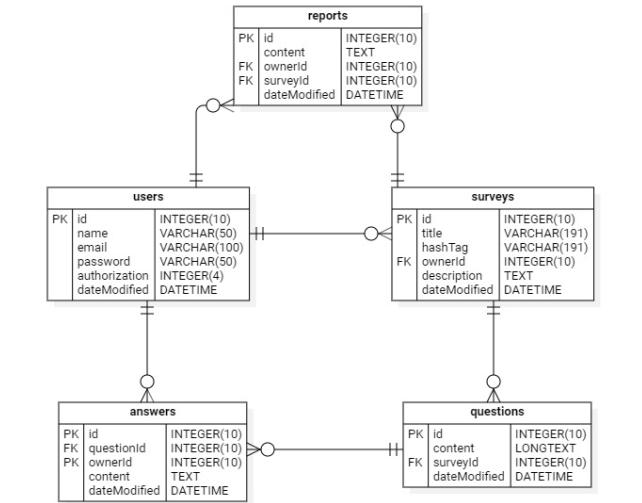 reports
PK id INTEGER(10)
content TEXT
FK ownerId INTEGER(10)
FK surveyId INTEGER(10)
dateModified DATETIME
users
PK id INTEGER(10)
name VARCHAR(50)
email VARCHAR(100)
password VARCHAR(50)
authorization INTEGER(4)
dateModified DATETIME
surveys
PK id INTEGER(10)
title VARCHAR(191)
hashTag VARCHAR(191)
FK ownerId INTEGER(10)
description TEXT
dateModified DATETIME
answers
PK id INTEGER(10)
FK questionId INTEGER(10)
PK ownerId INTEGER(10)
content TEXT
dateModified DATETIME
questions
PK id INTEGER(10)
content LONGTEXT
FK surveyId INTEGER(10)
dateModified DATETIME